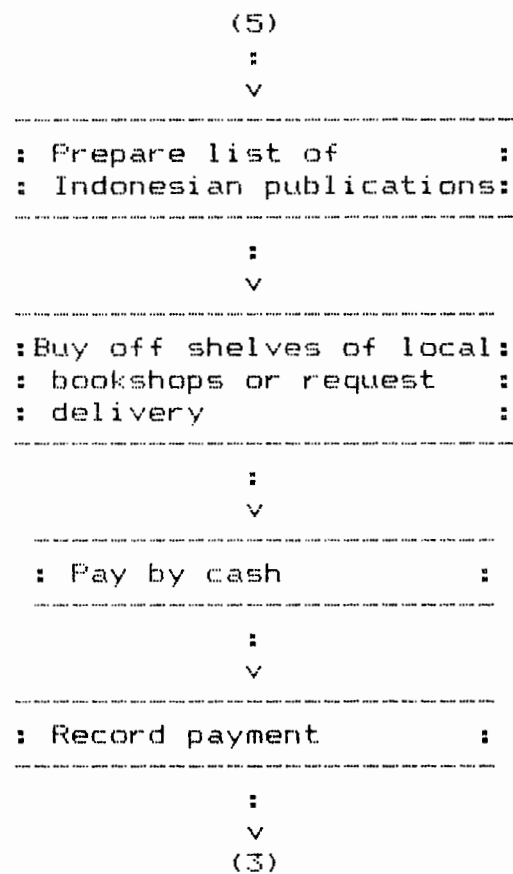 (5)
:
v
: Prepare list of :
: Indonesian publications:
:
v
:Buy off shelves of local:
: bookshops or request :
: delivery :
:
v
: Pay by cash :
:
v
: Record payment :
:
v
(3)